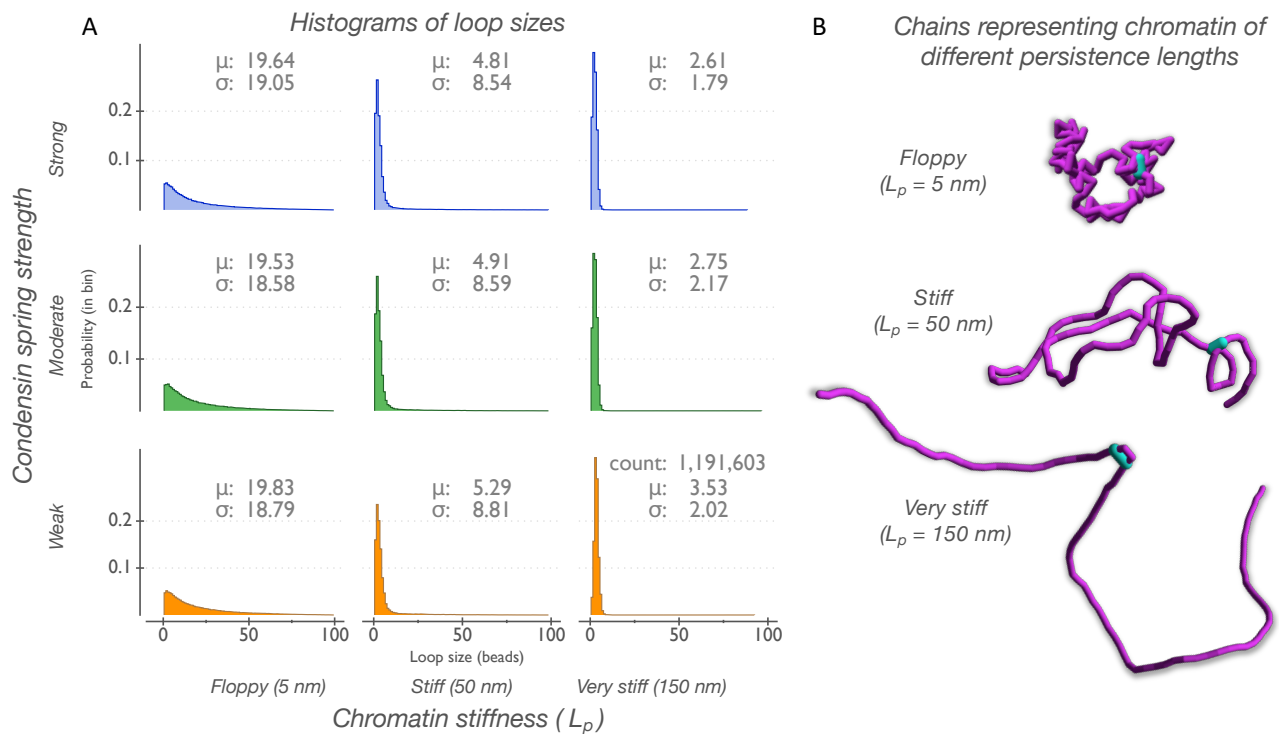 A
Histograms of loop sizes
Condensin spring strength
Strong
0.2
0.1
μ: 19.64
σ: 19.05
μ: 4.81
σ: 8.54
μ: 2.61
σ: 1.79
Moderate
Probability (in bin)
0.2
0.1
μ: 19.53
σ: 18.58
μ: 4.91
σ: 8.59
μ: 2.75
σ: 2.17
Weak
0.2
0.1
μ: 19.83
σ: 18.79
μ: 5.29
σ: 8.81
count: 1,191,603
μ: 3.53
σ: 2.02
0 50 100 0 50 100 0 50 100
Loop size (beads)
Floppy (5 nm) Stiff (50 nm) Very stiff (150 nm)
Chromatin stiffness (Lp)
B
Chains representing chromatin of
different persistence lengths
Floppy
(Lp = 5 nm)
Stiff
(Lp = 50 nm)
Very stiff
(Lp = 150 nm)